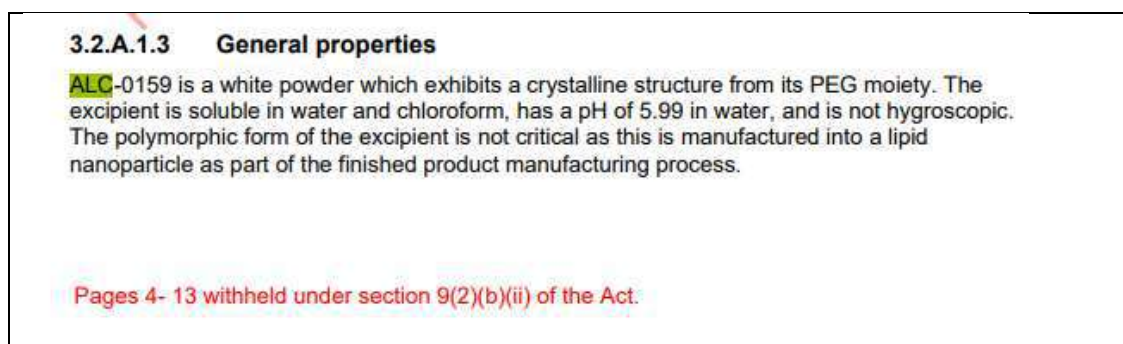 3.2.A.1.3 General properties
ALC-0159 is a white powder which exhibits a crystalline structure from its PEG moiety. The
excipient is soluble in water and chloroform, has a pH of 5.99 in water, and is not hygroscopic.
The polymorphic form of the excipient is not critical as this is manufactured into a lipid
nanoparticle as part of the finished product manufacturing process.
Pages 4- 13 withheld under section 9(2)(b)(ii) of the Act.